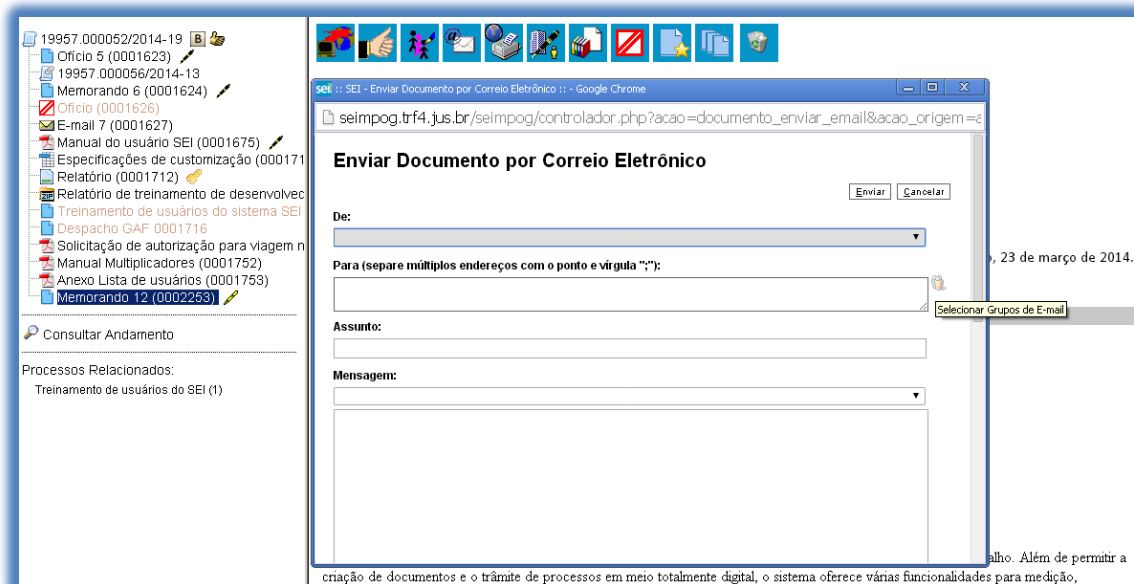 19957.000052/2014-19 B
Ofício 5 (0001623)
19957.000056/2014-13
Memorando 6 (0001624)
Ofício (0001626)
E-mail 7 (0001627)
Manual do usuário SEI (0001675)
Especificações de customização (000171
Relatório (0001712)
Relatório de treinamento de desenvolvec
Treinamento de usuários do sistema SEI
Despacho GAF 0001716
Solicitação de autorização para viagem n
Manual Multiplicadores (0001752)
Anexo Lista de usuários (0001753)
Memorando 12 (0002253)
Consultar Andamento
Processos Relacionados:
Treinamento de usuários do SEI (1)
sei :: SEI - Enviar Documento por Correio Eletrônico :: - Google Chrome
seimpog.trf4.jus.br/seimpog/controlador.php?acao=documento_enviar_email&acao_origem=a
Enviar Documento por Correio Eletrônico
Enviar Cancelar
De:
Para (separe múltiplos endereços com o ponto e vírgula ";"):
Selecionar Grupos de E-mail
Assunto:
Mensagem:
, 23 de março de 2014.
alho. Além de permitir a
criação de documentos e o trâmite de processos em meio totalmente digital, o sistema oferece várias funcionalidades para medição,